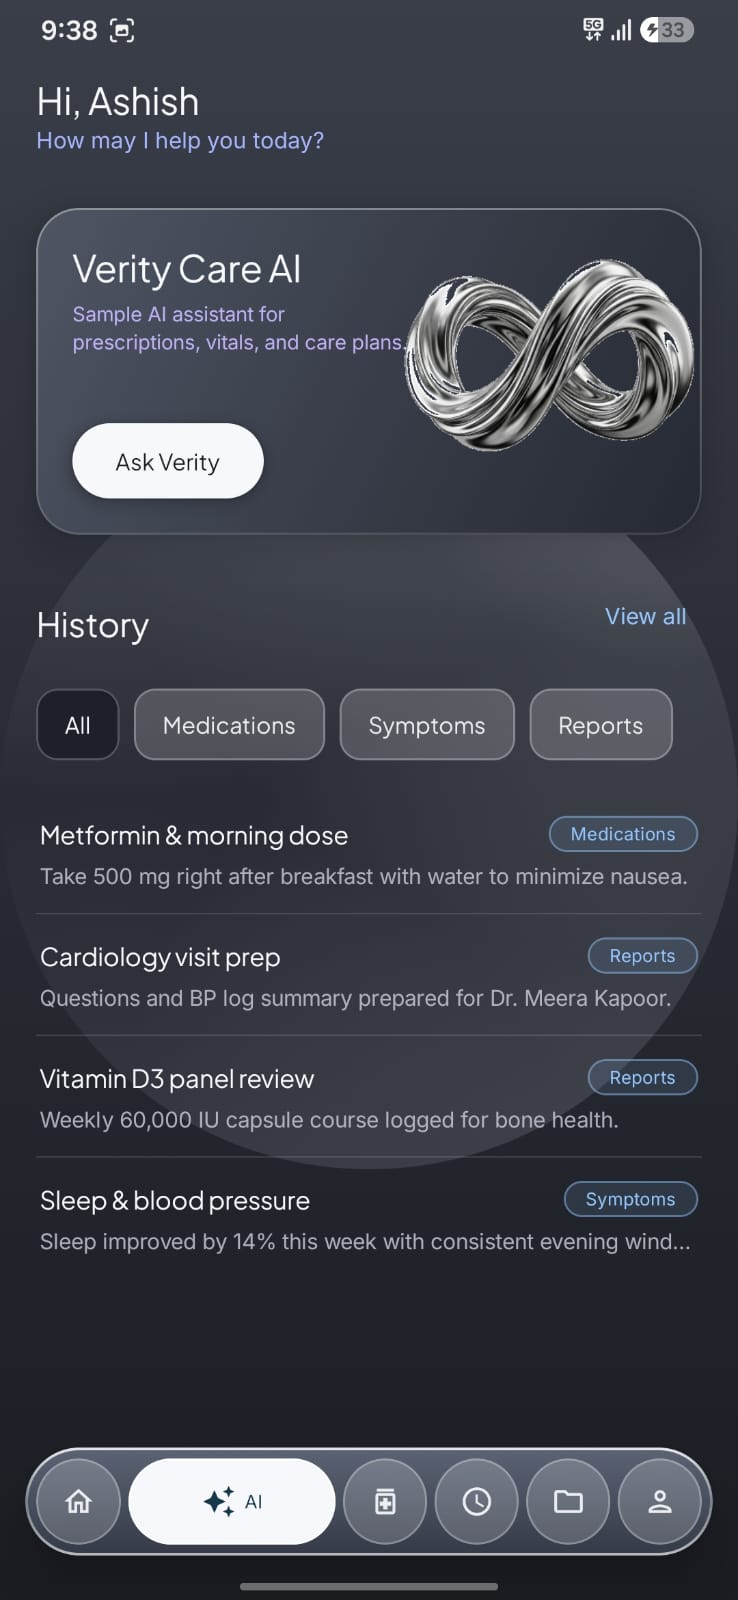 9:38
5G
33
Hi, Ashish
How may I help you today?
Verity Care AI
Sample AI assistant for
prescriptions, vitals, and care plans.
Ask Verity
History
View all
All
Medications
Symptoms
Reports
Metformin & morning dose
Medications
Take 500 mg right after breakfast with water to minimize nausea.
Cardiology visit prep
Reports
Questions and BP log summary prepared for Dr. Meera Kapoor.
Vitamin D3 panel review
Reports
Weekly 60,000 IU capsule course logged for bone health.
Sleep & blood pressure
Symptoms
Sleep improved by 14% this week with consistent evening wind...
AI